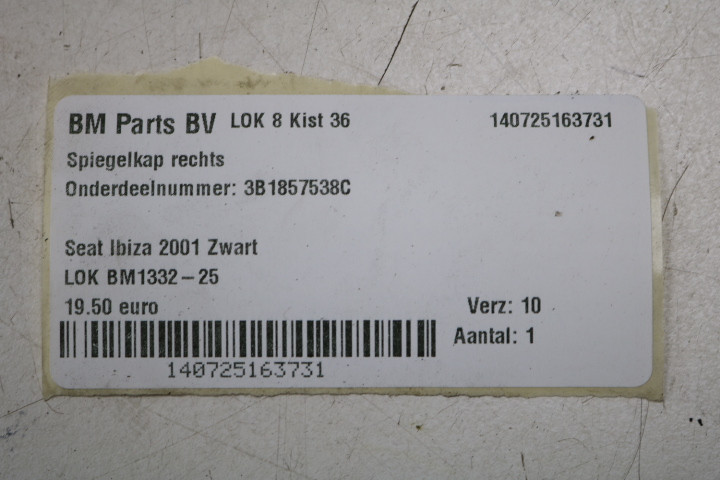 BM Parts BV LOK 8 Kist 36 140725163731
Spiegelkap rechts
Onderdeelnummer: 3B1857538C
Seat Ibiza 2001 Zwart
LOK BM1332-25
19.50 euro Verz: 10
Aantal: 1
140725163731